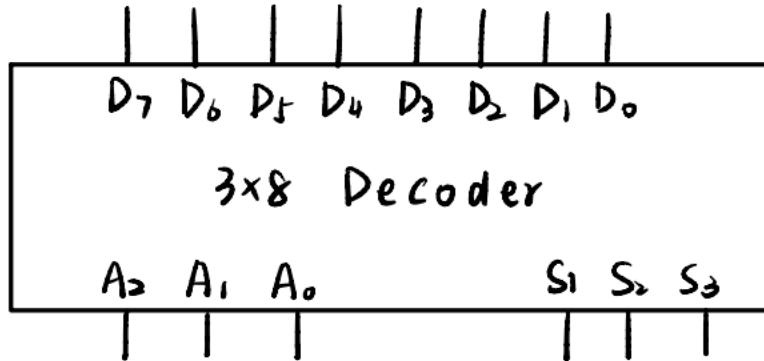 D₇ D₆ D₅ D₄ D₃ D₂ D₁ D₀
3×8 Decoder
A₂ A₁ A₀ S₁ S₂ S₃